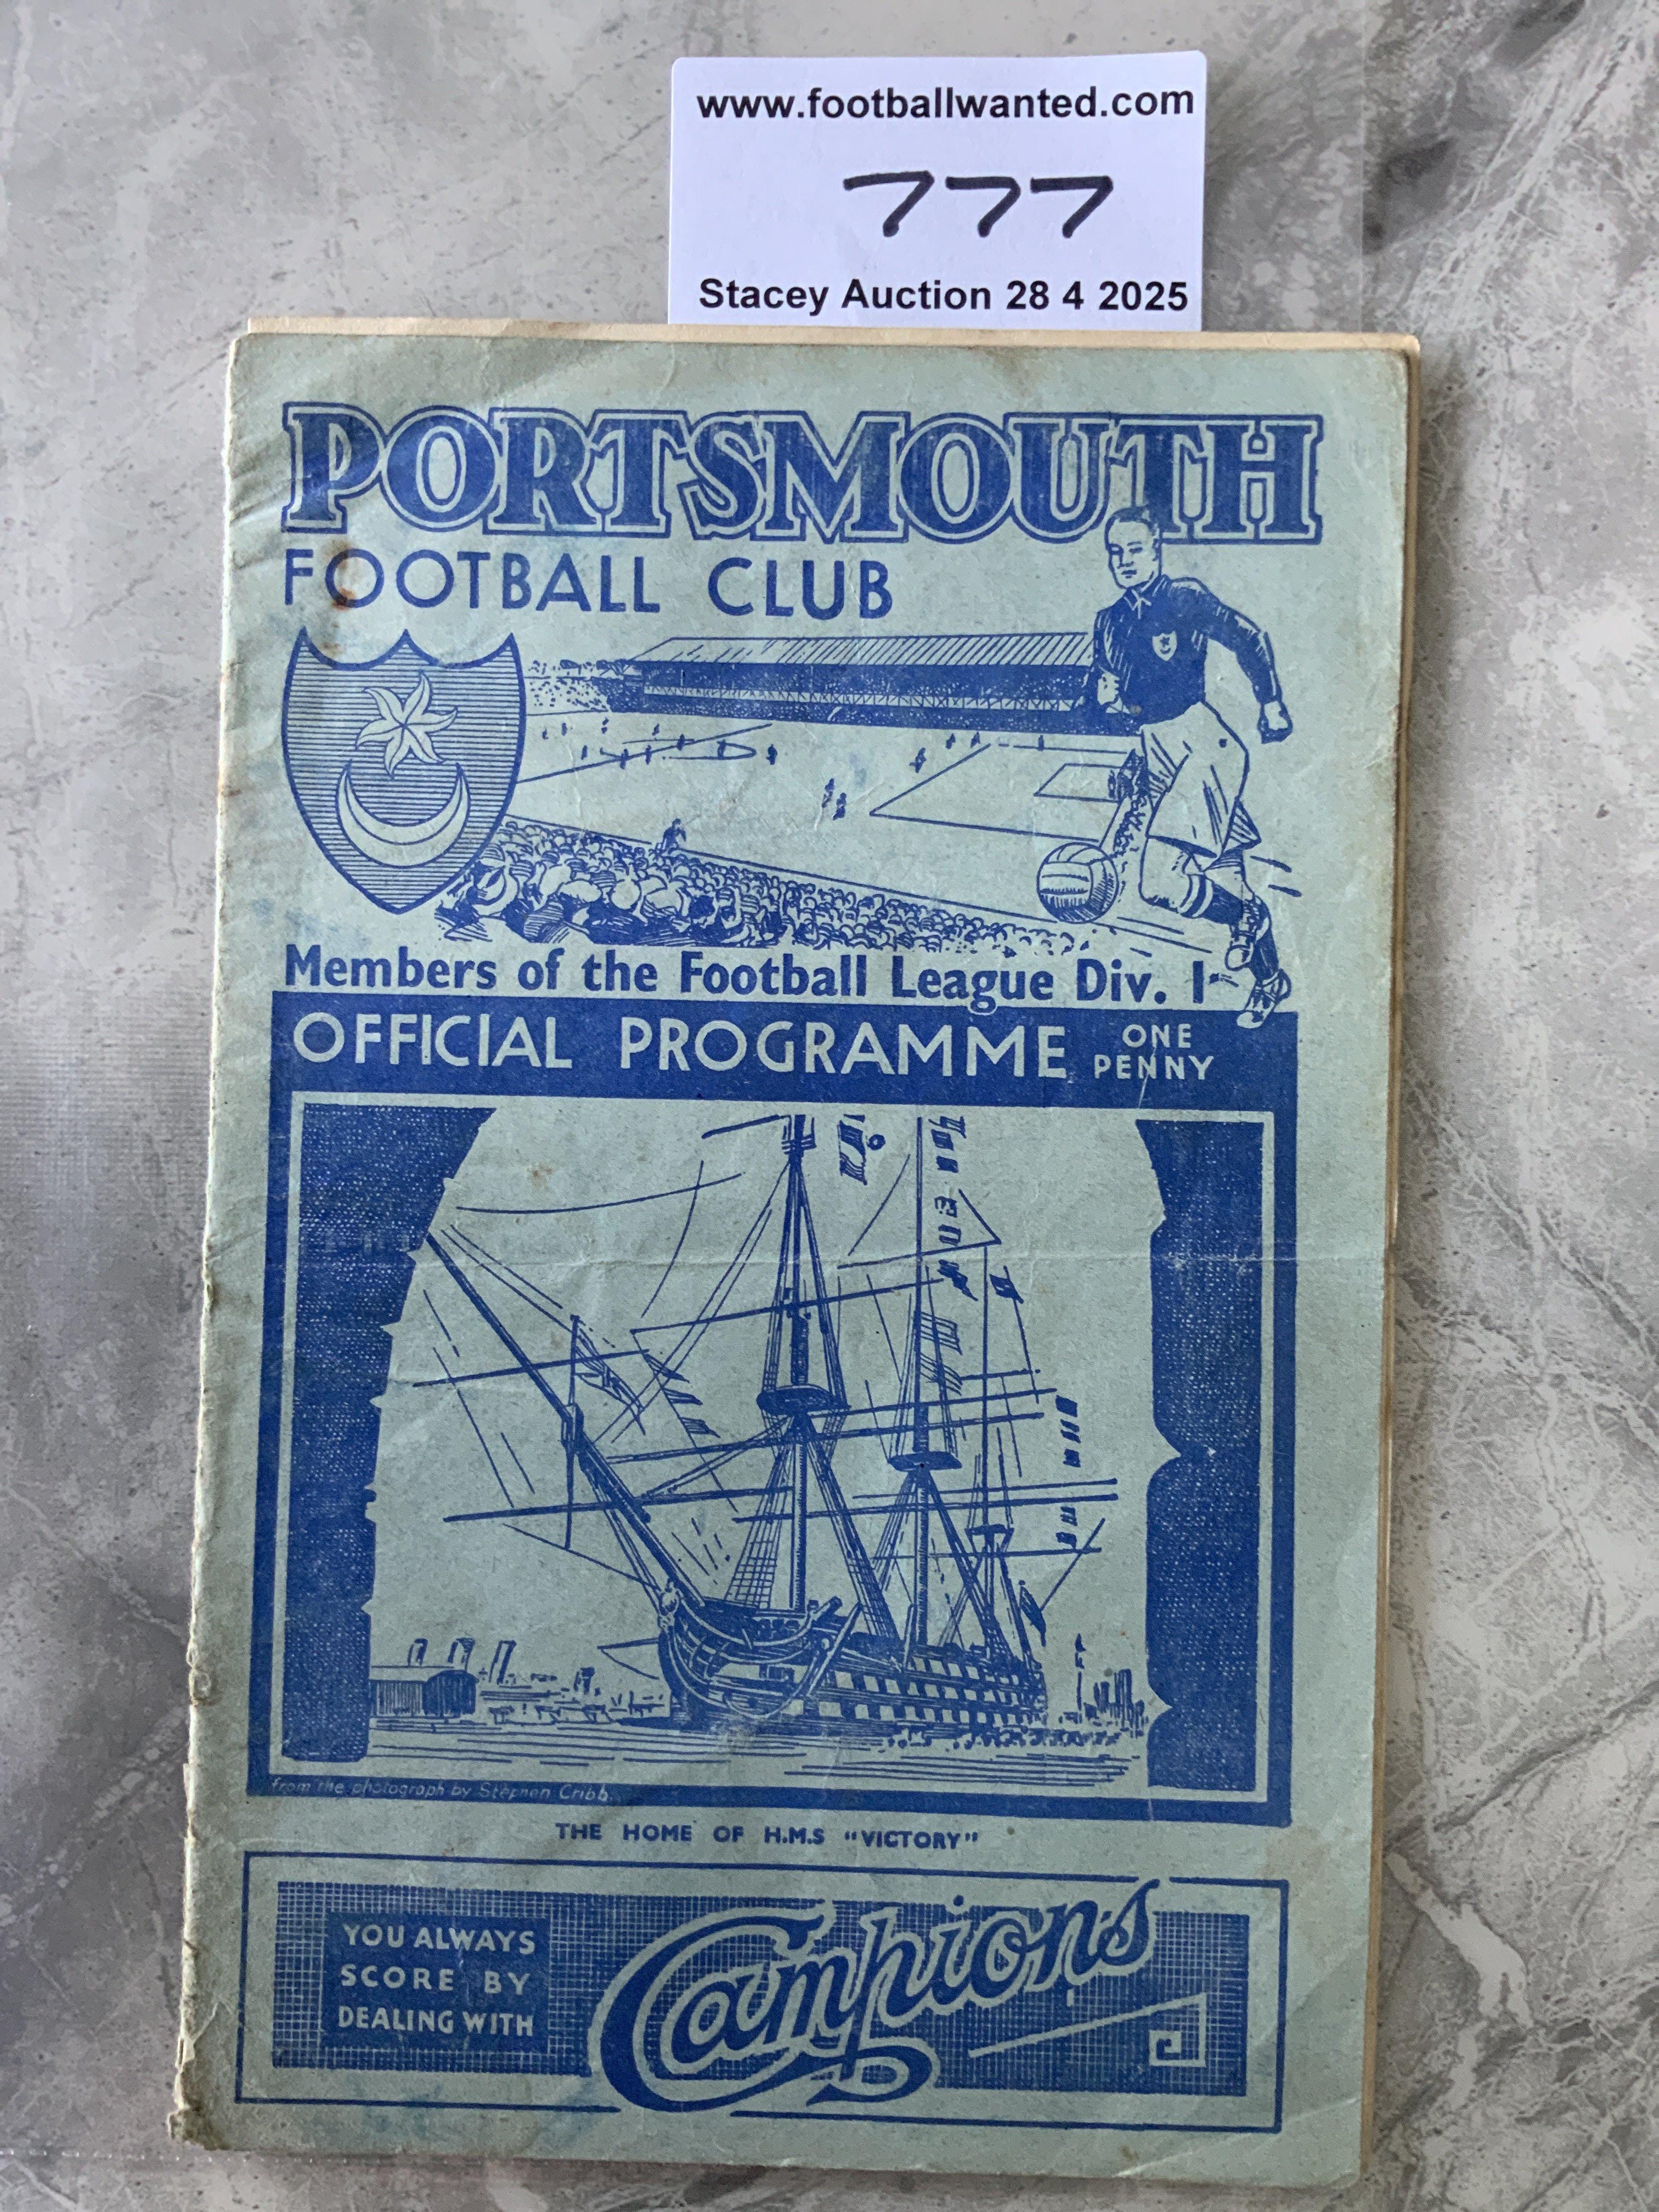 www.footballwanted.com
777
Stacey Auction 28 4 2025
PORTSMOUTH
FOOTBALL CLUB
Members of the Football League Div. 1
OFFICIAL PROGRAMME ONE PENNY
from the photograph by Stephen Cribb.
THE HOME OF H.M.S "VICTORY"
YOU ALWAYS
SCORE BY
DEALING WITH
Campions